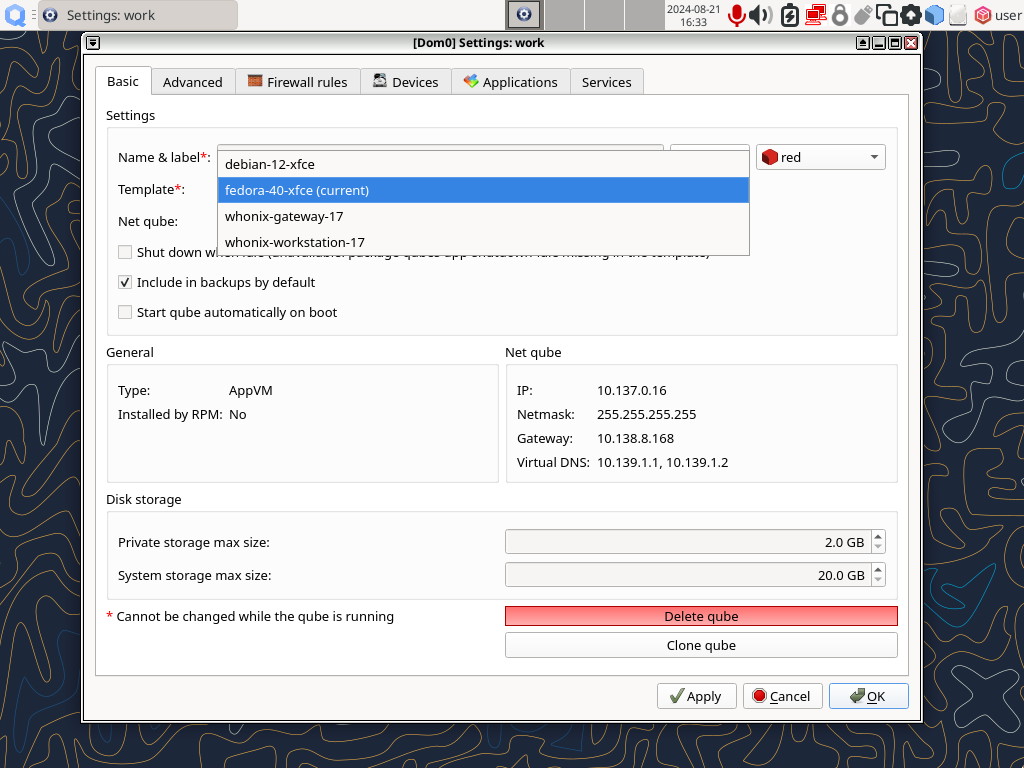 Settings: work
2024-08-21
16:33
user
[Dom0] Settings: work
Basic
Advanced
Firewall rules
Devices
Applications
Services
Settings
Name & label*:
red
Template*:
debian-12-xfce
fedora-40-xfce (current)
whonix-gateway-17
whonix-workstation-17
Net qube:
Shut down
Include in backups by default
Start qube automatically on boot
General
Type: AppVM
Installed by RPM: No
Net qube
IP: 10.137.0.16
Netmask: 255.255.255.255
Gateway: 10.138.8.168
Virtual DNS: 10.139.1.1, 10.139.1.2
Disk storage
Private storage max size: 2.0 GB
System storage max size: 20.0 GB
* Cannot be changed while the qube is running
Delete qube
Clone qube
Apply
Cancel
OK